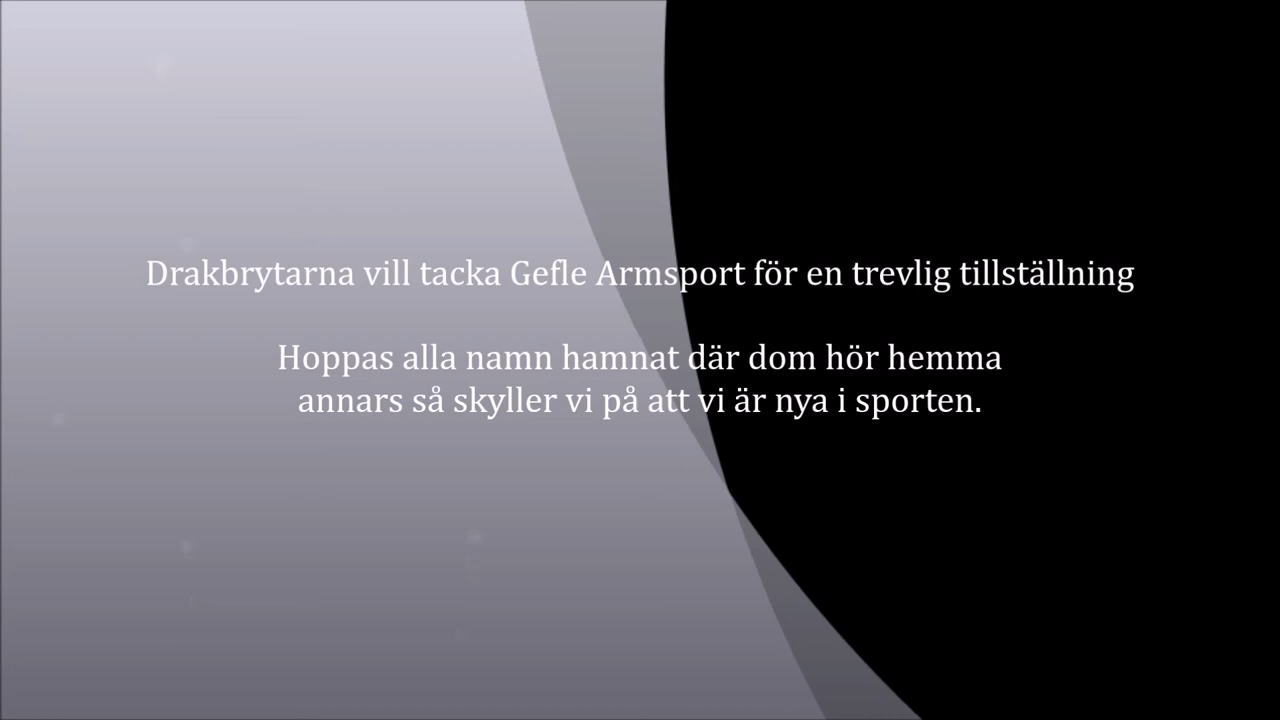 Drakbrytarna vill tacka Gefle Armsport för en trevlig tillställning
Hoppas alla namn hamnat där dom hör hemma
annars så skyller vi på att vi är nya i sporten.